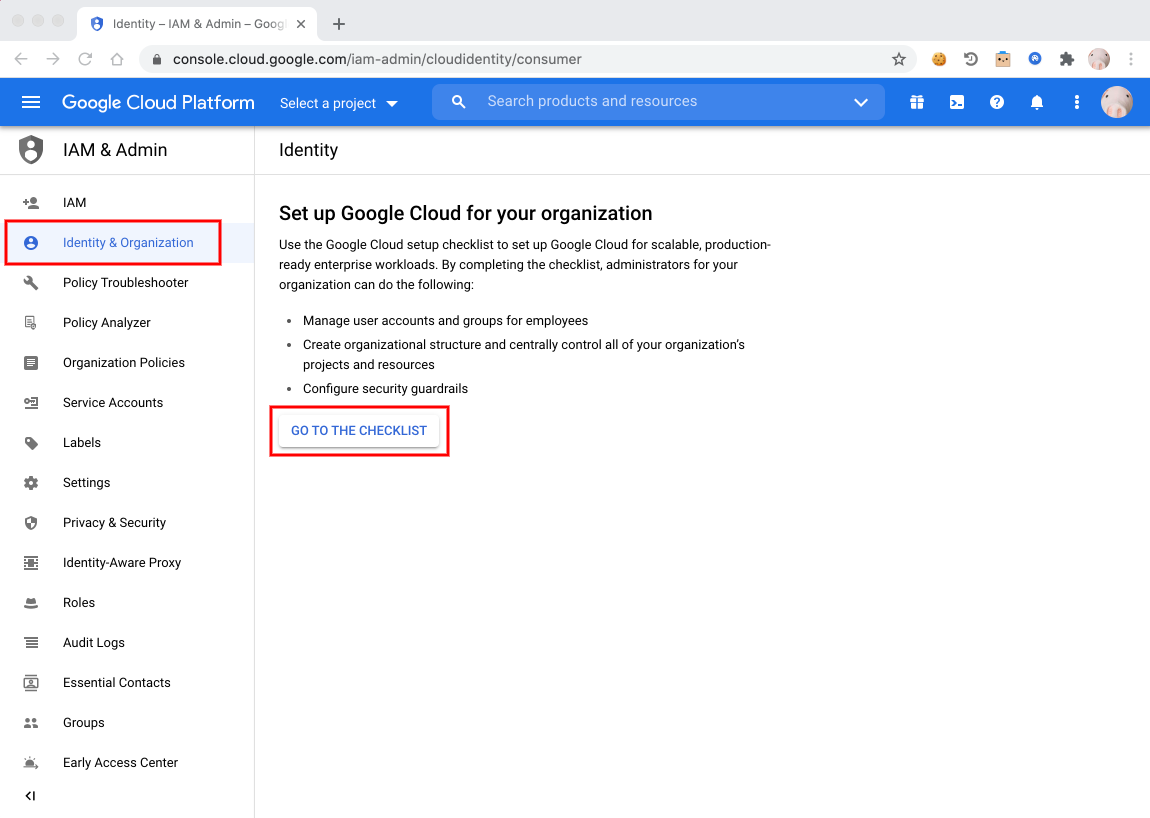 Identity – IAM & Admin – Goog
console.cloud.google.com/iam-admin/cloudidentity/consumer
Google Cloud Platform
Select a project
Search products and resources
IAM & Admin
Identity
IAM
Identity & Organization
Policy Troubleshooter
Policy Analyzer
Organization Policies
Service Accounts
Labels
Settings
Privacy & Security
Identity-Aware Proxy
Roles
Audit Logs
Essential Contacts
Groups
Early Access Center
Set up Google Cloud for your organization
Use the Google Cloud setup checklist to set up Google Cloud for scalable, production-
ready enterprise workloads. By completing the checklist, administrators for your
organization can do the following:
Manage user accounts and groups for employees
Create organizational structure and centrally control all of your organization's
projects and resources
Configure security guardrails
GO TO THE CHECKLIST